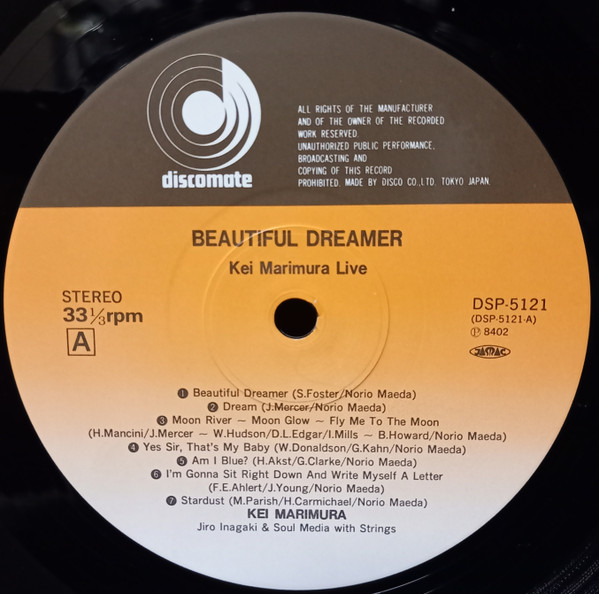 ALL RIGHTS OF THE MANUFACTURER
AND OF THE OWNER OF THE RECORDED
WORK RESERVED.
UNAUTHORIZED PUBLIC PERFORMANCE,
BROADCASTING AND
COPYING OF THIS RECORD
PROHIBITED. MADE BY DISCO CO.,LTD. TOKYO JAPAN.
discomate
BEAUTIFUL DREAMER
Kei Marimura Live
STEREO
33 1/3 rpm
A
DSP-5121
(DSP-5121-A)
Ⓟ 8402
JASRAC
❶ Beautiful Dreamer (S.Foster/Norio Maeda)
❷ Dream (J.Mercer/Norio Maeda)
❸ Moon River ~ Moon Glow ~ Fly Me To The Moon
(H.Mancini/J.Mercer ~ W.Hudson/D.L.Edgar/I.Mills ~ B.Howard/Norio Maeda)
❹ Yes Sir, That's My Baby (W.Donaldson/G.Kahn/Norio Maeda)
❺ Am I Blue? (H.Akst/G.Clarke/Norio Maeda)
❻ I'm Gonna Sit Right Down And Write Myself A Letter
(F.E.Ahlert/J.Young/Norio Maeda)
❼ Stardust (M.Parish/H.Carmichael/Norio Maeda)
KEI MARIMURA
Jiro Inagaki & Soul Media with Strings